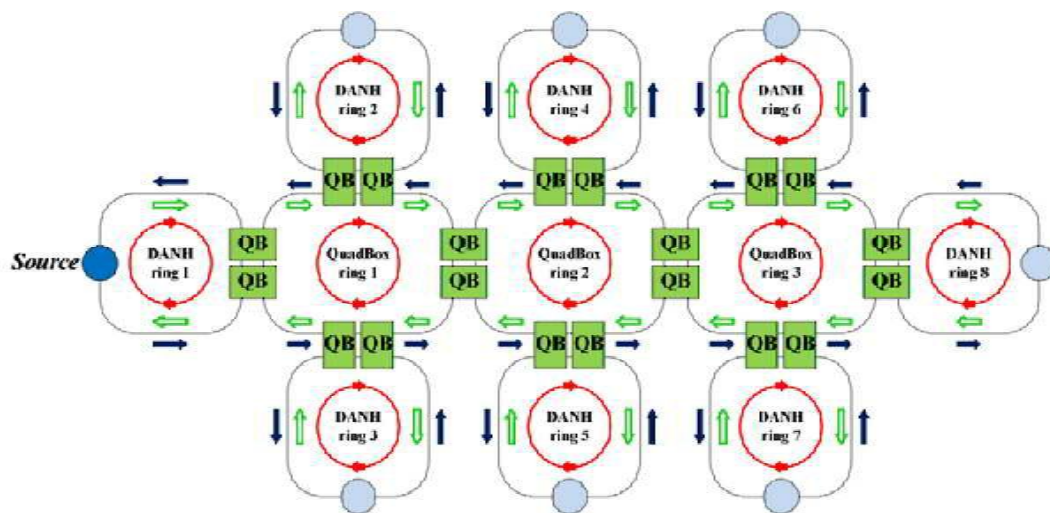 DANH
ring 2
DANH
ring 4
DANH
ring 6
QB QB
QB QB
QB QB
Source
DANH
ring 1
QB
QB
QuadBox
ring 1
QB
QB
QuadBox
ring 2
QB
QB
QuadBox
ring 3
QB
QB
DANH
ring 8
QB QB
QB QB
QB QB
DANH
ring 3
DANH
ring 5
DANH
ring 7